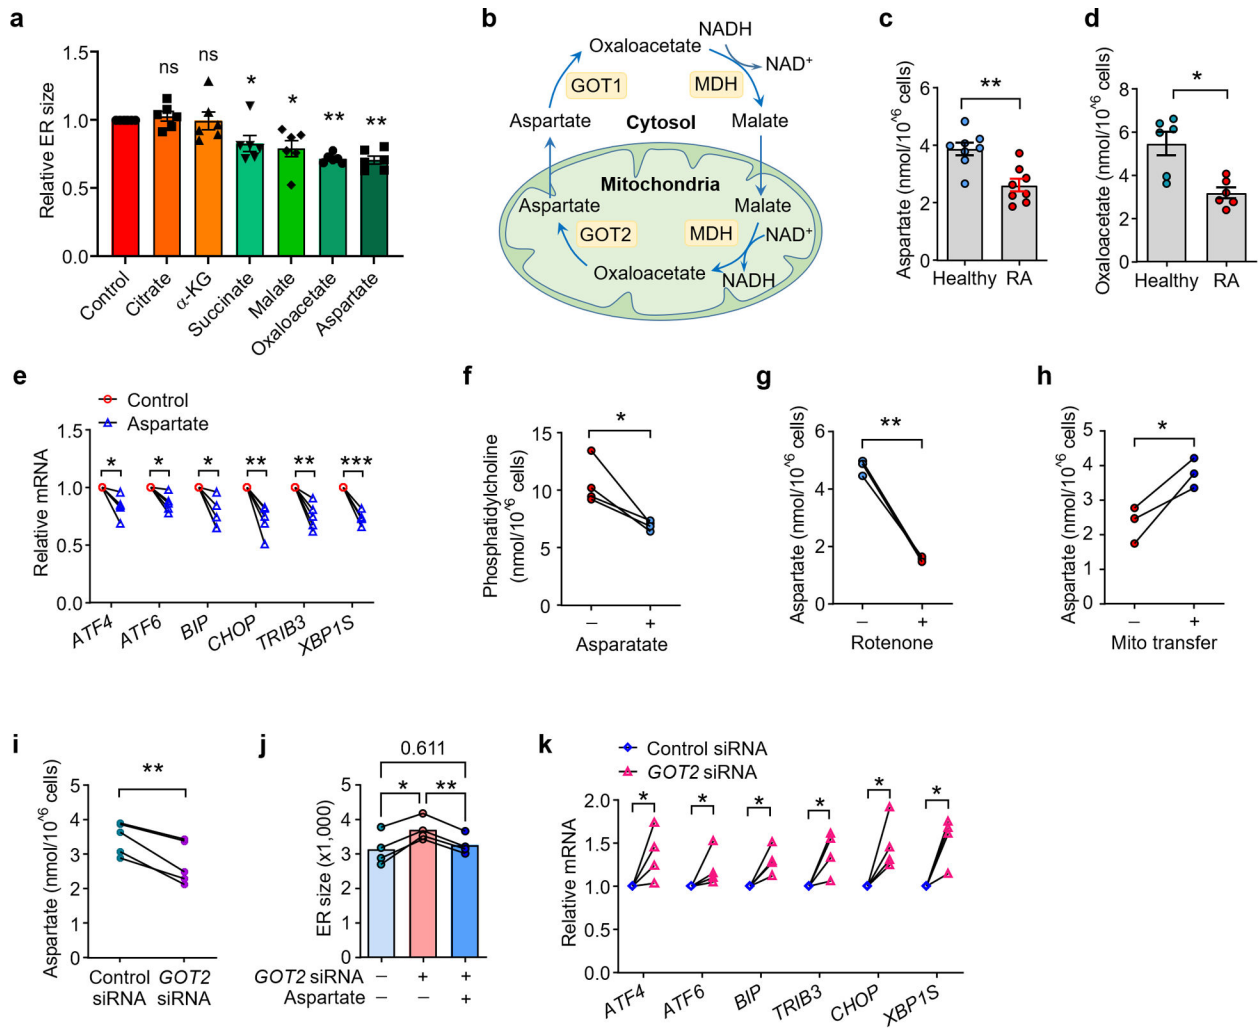 a
Relative ER size
1.5
1.0
0.5
0.0
ns
ns
*
*
**
**
Control
Citrate
α-KG
Succinate
Malate
Oxaloacetate
Aspartate
b
NADH
Oxaloacetate
NAD+
GOT1
MDH
Aspartate
Cytosol
Malate
Mitochondria
Aspartate
Malate
GOT2
MDH
NAD+
Oxaloacetate
NADH
c
Aspartate (nmol/10^6 cells)
6
4
2
0
**
Healthy
RA
d
Oxaloacetate (nmol/10^6 cells)
8
6
4
2
0
*
Healthy
RA
e
Control
Aspartate
Relative mRNA
1.5
1.0
0.5
0.0
*
*
*
**
**
***
ATF4
ATF6
BIP
CHOP
TRIB3
XBP1S
f
Phosphatidylcholine
(nmol/10^6 cells)
15
10
5
0
*
–
+
Asparatate
g
Aspartate (nmol/10^6 cells)
6
4
2
0
**
–
+
Rotenone
h
Aspartate (nmol/10^6 cells)
5
4
3
2
1
0
*
–
+
Mito transfer
i
Aspartate (nmol/10^6 cells)
5
4
3
2
1
0
**
Control
siRNA
GOT2
siRNA
j
ER size (x1,000)
5
4
3
2
1
0
0.611
*
**
GOT2 siRNA – + +
Aspartate – – +
k
Control siRNA
GOT2 siRNA
Relative mRNA
2.0
1.5
1.0
0.5
0.0
*
*
*
*
*
*
ATF4
ATF6
BIP
TRIB3
CHOP
XBP1S